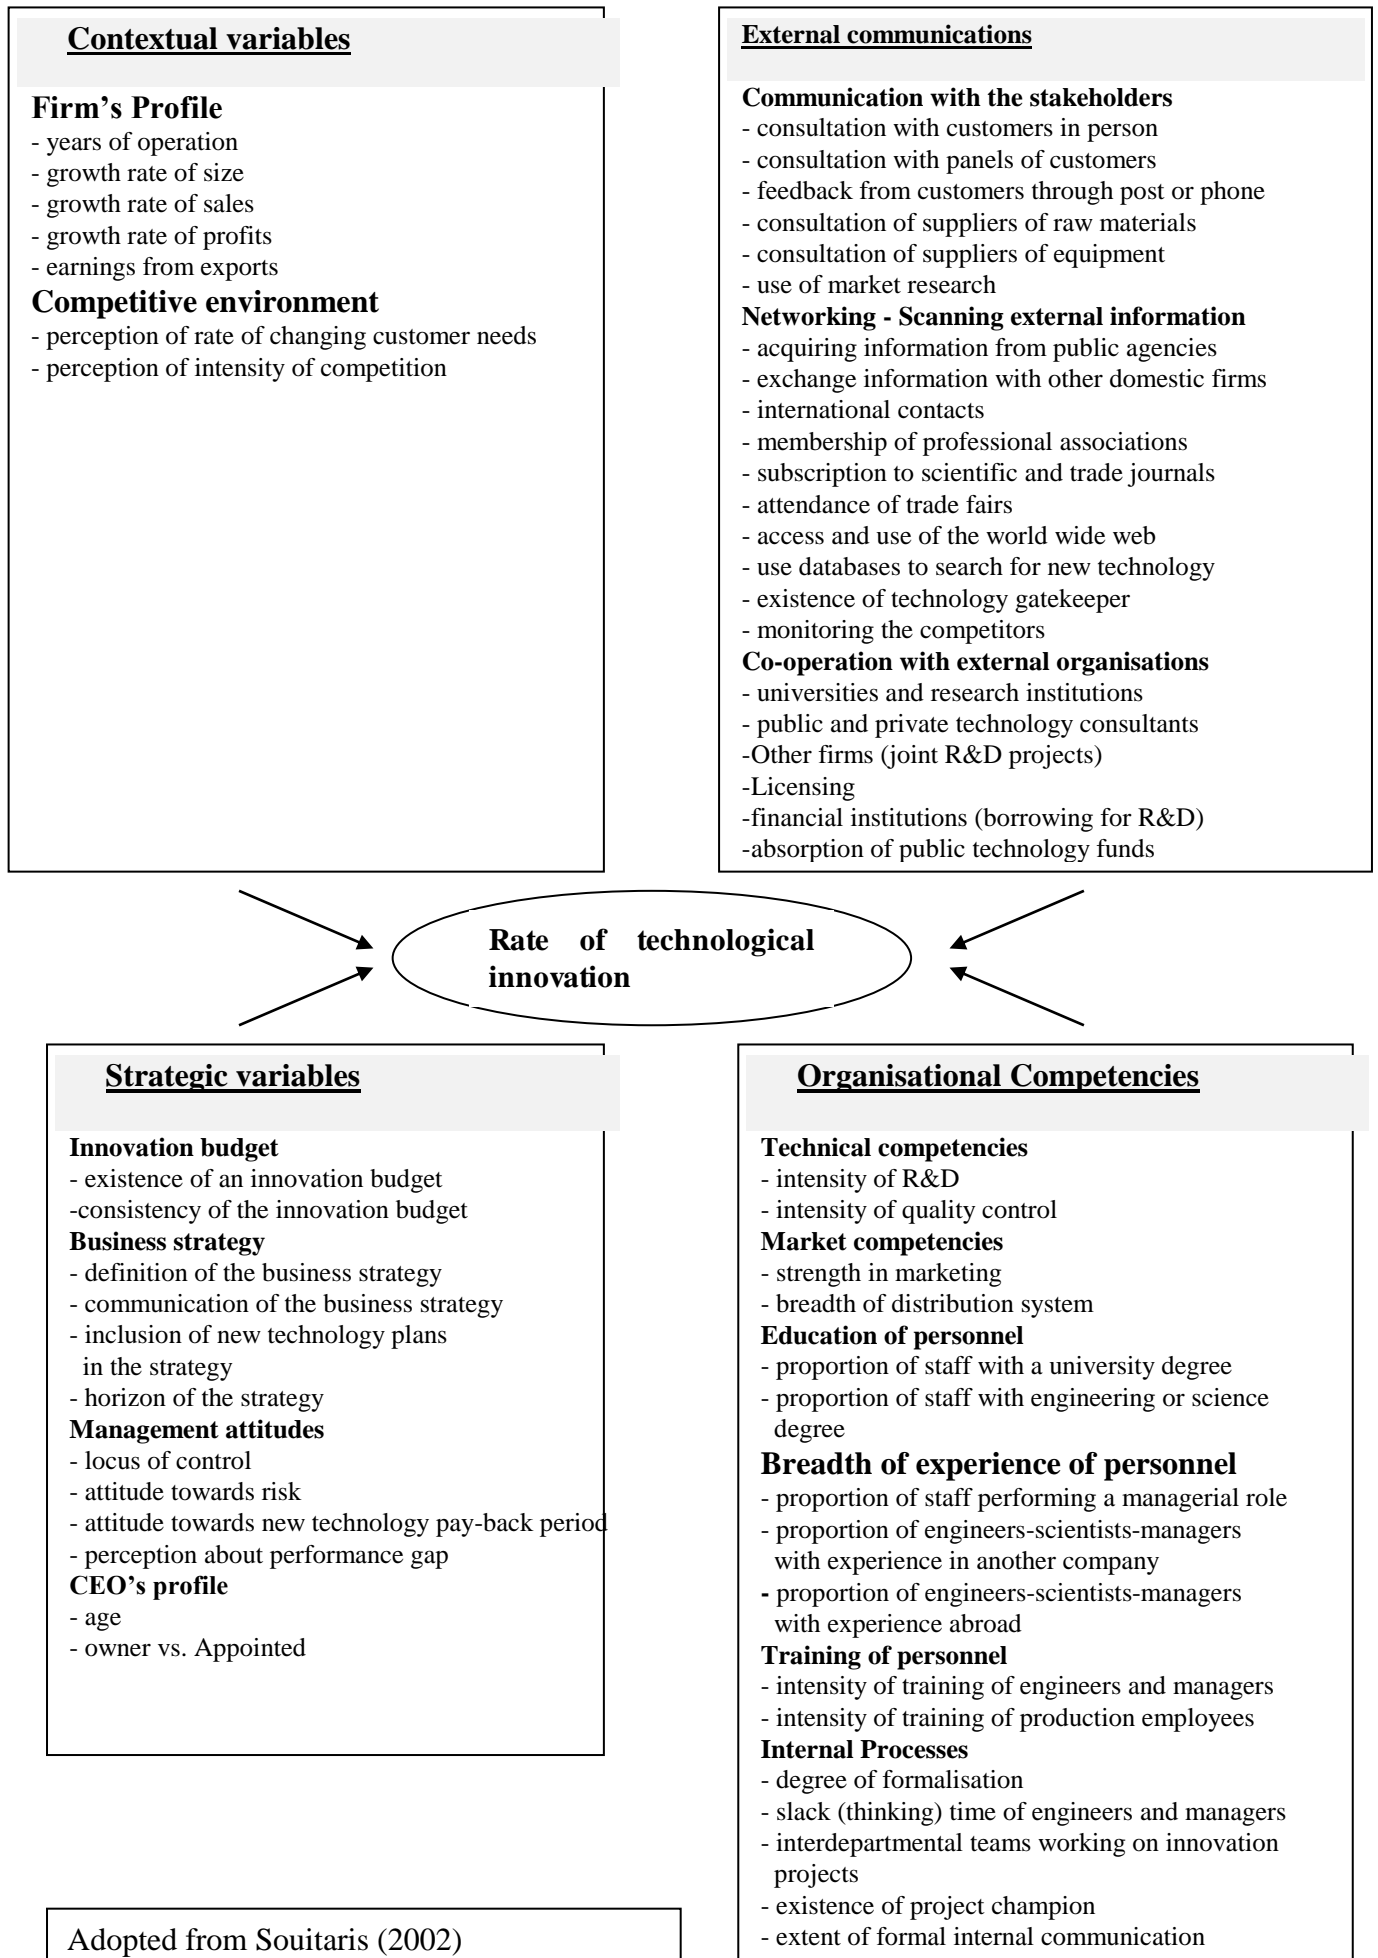 Contextual variables
Firm’s Profile
- years of operation
- growth rate of size
- growth rate of sales
- growth rate of profits
- earnings from exports
Competitive environment
- perception of rate of changing customer needs
- perception of intensity of competition
External communications
Communication with the stakeholders
- consultation with customers in person
- consultation with panels of customers
- feedback from customers through post or phone
- consultation of suppliers of raw materials
- consultation of suppliers of equipment
- use of market research
Networking - Scanning external information
- acquiring information from public agencies
- exchange information with other domestic firms
- international contacts
- membership of professional associations
- subscription to scientific and trade journals
- attendance of trade fairs
- access and use of the world wide web
- use databases to search for new technology
- existence of technology gatekeeper
- monitoring the competitors
Co-operation with external organisations
- universities and research institutions
- public and private technology consultants
-Other firms (joint R&D projects)
-Licensing
-financial institutions (borrowing for R&D)
-absorption of public technology funds
Rate of technological
innovation
Strategic variables
Innovation budget
- existence of an innovation budget
-consistency of the innovation budget
Business strategy
- definition of the business strategy
- communication of the business strategy
- inclusion of new technology plans
in the strategy
- horizon of the strategy
Management attitudes
- locus of control
- attitude towards risk
- attitude towards new technology pay-back period
- perception about performance gap
CEO’s profile
- age
- owner vs. Appointed
Organisational Competencies
Technical competencies
- intensity of R&D
- intensity of quality control
Market competencies
- strength in marketing
- breadth of distribution system
Education of personnel
- proportion of staff with a university degree
- proportion of staff with engineering or science
degree
Breadth of experience of personnel
- proportion of staff performing a managerial role
- proportion of engineers-scientists-managers
with experience in another company
- proportion of engineers-scientists-managers
with experience abroad
Training of personnel
- intensity of training of engineers and managers
- intensity of training of production employees
Internal Processes
- degree of formalisation
- slack (thinking) time of engineers and managers
- interdepartmental teams working on innovation
projects
- existence of project champion
- extent of formal internal communication
Adopted from Souitaris (2002)